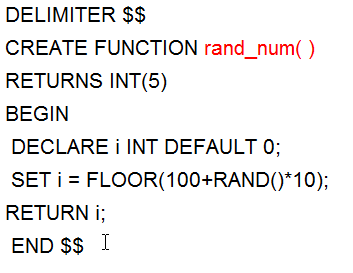 DELIMITER $$
CREATE FUNCTION rand_num( )
RETURNS INT(5)
BEGIN
DECLARE i INT DEFAULT 0;
SET i = FLOOR(100+RAND()*10);
RETURN i;
END $$